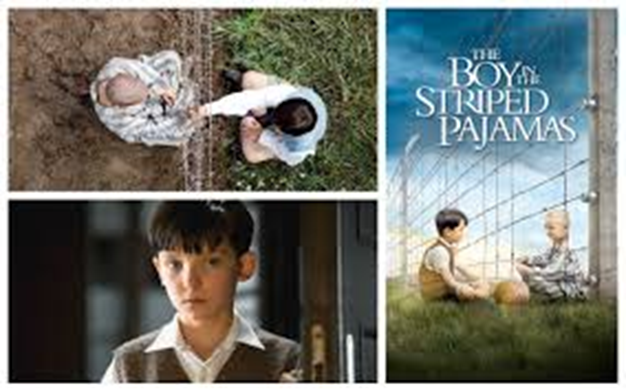 THE
BOY IN THE
STRIPED
PAJAMAS